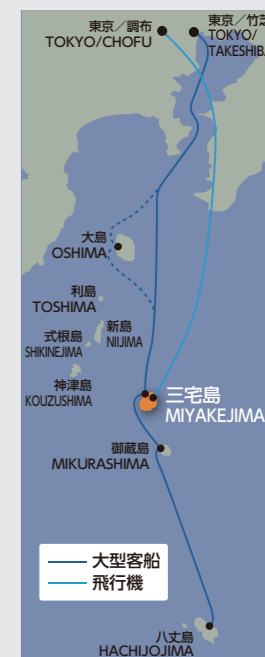 東京／調布
TOKYO/CHOFU
東京／竹芝
TOKYO/
TAKESHIBA
大島
OSHIMA
利島
TOSHIMA
新島
NIIJIMA
式根島
SHIKINEJIMA
神津島
KOUZUSHIMA
三宅島
MIYAKEJIMA
御蔵島
MIKURASHIMA
大型客船
飛行機
八丈島
HACHIJOJIMA